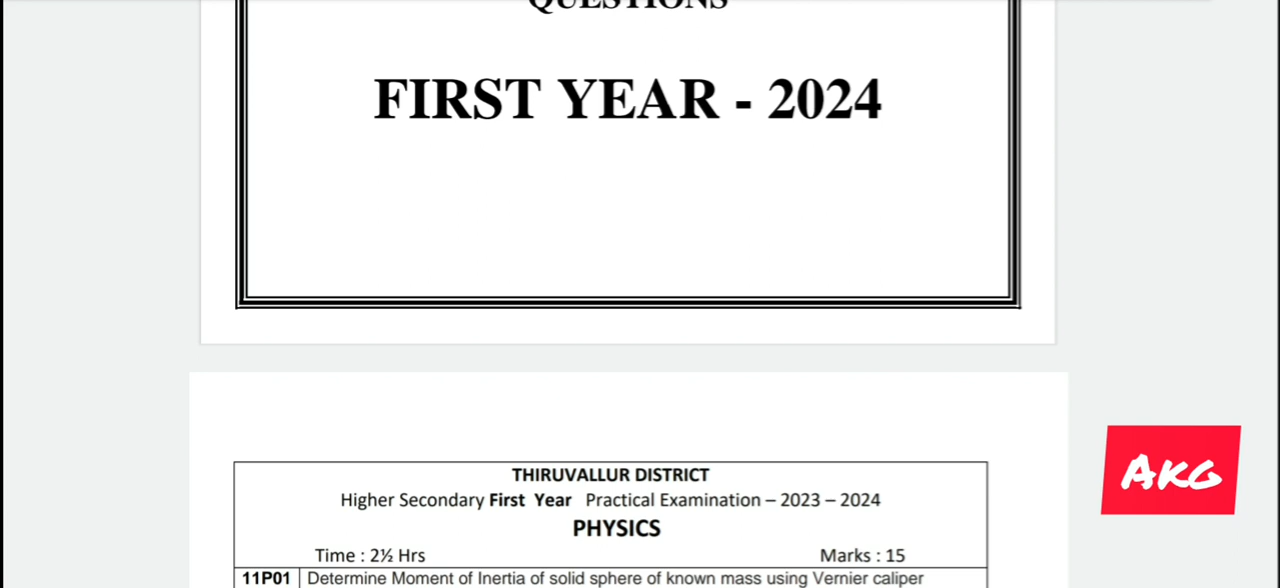 QUESTIONS
FIRST YEAR - 2024
THIRUVALLUR DISTRICT
Higher Secondary First Year Practical Examination – 2023 – 2024
PHYSICS
Time : 2½ Hrs Marks : 15
11P01 Determine Moment of Inertia of solid sphere of known mass using Vernier caliper
AKG